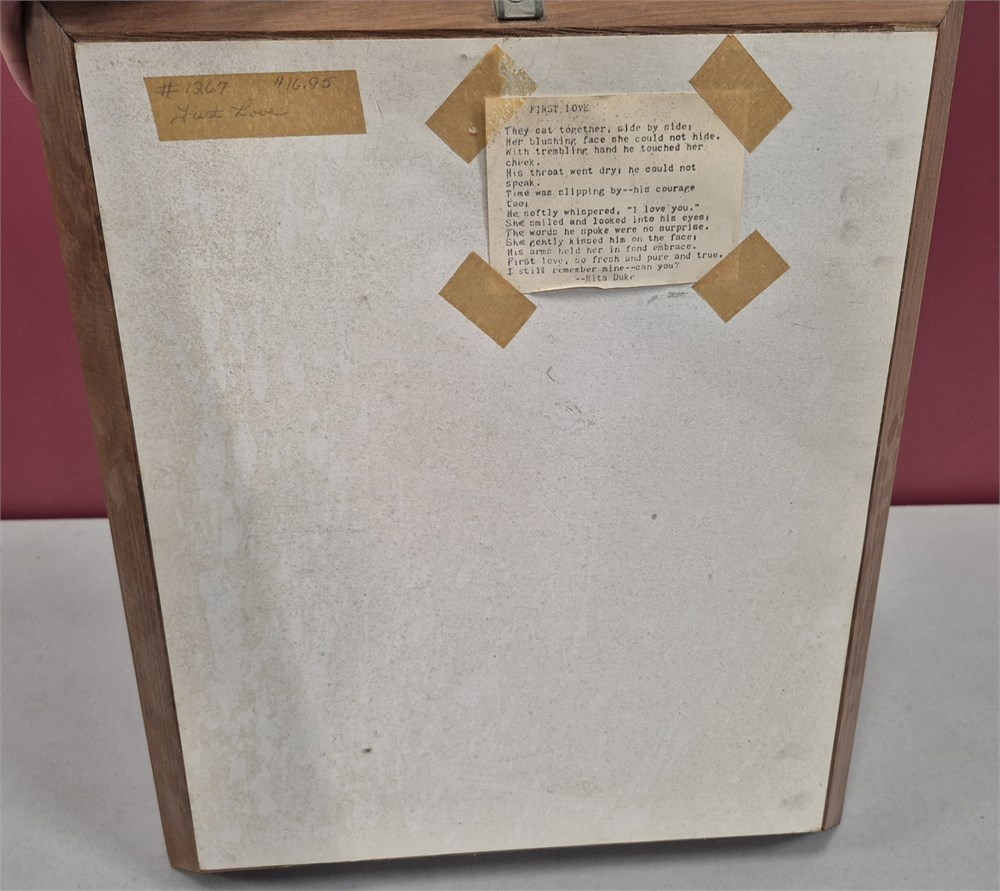 #1267 $16.95
First Love
FIRST LOVE
They sat together, side by side;
Her blushing face she could not hide.
With trembling hand he touched her
cheek.
His throat went dry; he could not
speak.
Time was slipping by--his courage
too;
He softly whispered, "I love you."
She smiled and looked into his eyes;
The words he spoke were no surprise.
She gently kissed him on the face;
His arms held her in fond embrace.
First love, so fresh and pure and true.
I still remember mine--can you?
--Nita Duke